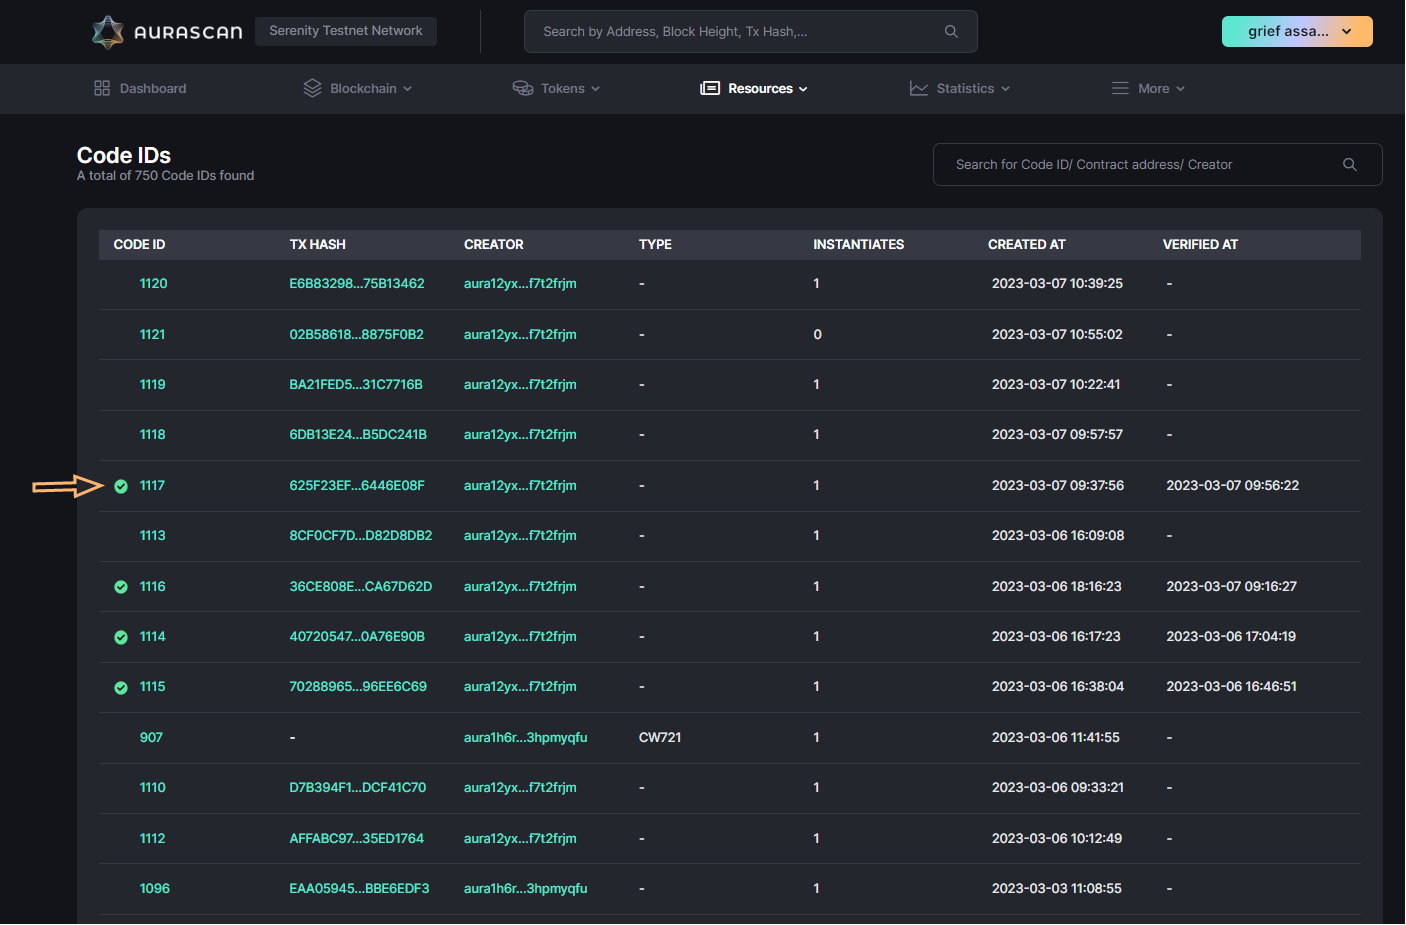 AURASCAN Serenity Testnet Network Search by Address, Block Height, Tx Hash,... grief assa...
Dashboard Blockchain Tokens Resources Statistics More
Code IDs
A total of 750 Code IDs found
Search for Code ID/ Contract address/ Creator
CODE ID TX HASH CREATOR TYPE INSTANTIATES CREATED AT VERIFIED AT
1120 E6B83298...75B13462 aura12yx...f7t2frjm - 1 2023-03-07 10:39:25 -
1121 02B58618...8875F0B2 aura12yx...f7t2frjm - 0 2023-03-07 10:55:02 -
1119 BA21FED5...31C7716B aura12yx...f7t2frjm - 1 2023-03-07 10:22:41 -
1118 6DB13E24...B5DC241B aura12yx...f7t2frjm - 1 2023-03-07 09:57:57 -
1117 625F23EF...6446E08F aura12yx...f7t2frjm - 1 2023-03-07 09:37:56 2023-03-07 09:56:22
1113 8CF0CF7D...D82D8DB2 aura12yx...f7t2frjm - 1 2023-03-06 16:09:08 -
1116 36CE808E...CA67D62D aura12yx...f7t2frjm - 1 2023-03-06 18:16:23 2023-03-07 09:16:27
1114 40720547...0A76E90B aura12yx...f7t2frjm - 1 2023-03-06 16:17:23 2023-03-06 17:04:19
1115 70288965...96EE6C69 aura12yx...f7t2frjm - 1 2023-03-06 16:38:04 2023-03-06 16:46:51
907 - aura1h6r...3hpmyqfu CW721 1 2023-03-06 11:41:55 -
1110 D7B394F1...DCF41C70 aura12yx...f7t2frjm - 1 2023-03-06 09:33:21 -
1112 AFFABC97...35ED1764 aura12yx...f7t2frjm - 1 2023-03-06 10:12:49 -
1096 EAA05945...BBE6EDF3 aura1h6r...3hpmyqfu - 1 2023-03-03 11:08:55 -